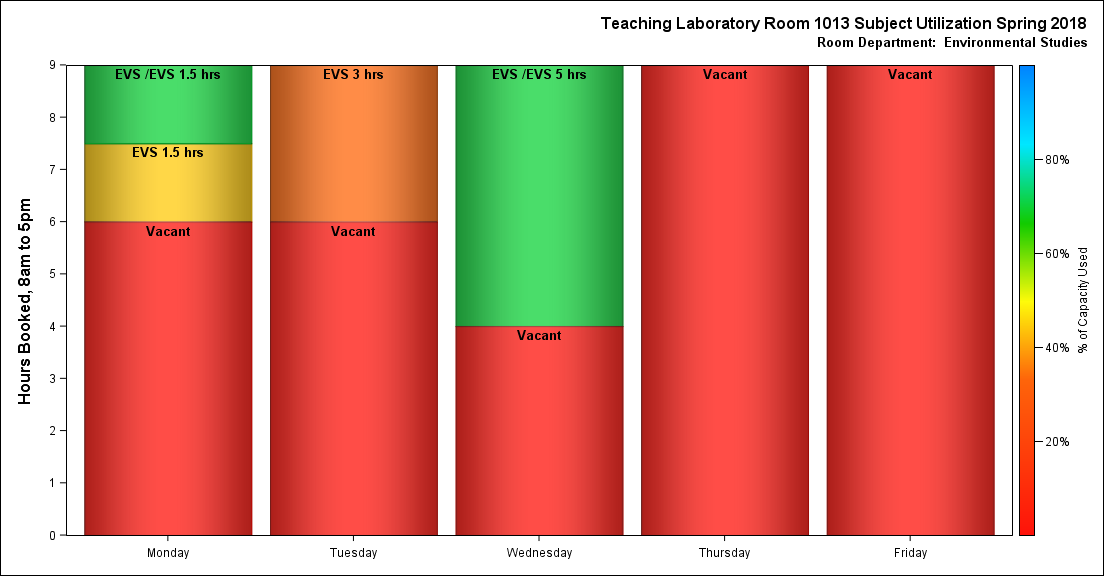 Teaching Laboratory Room 1013 Subject Utilization Spring 2018
Room Department:  Environmental Studies
Hours Booked, 8am to 5pm
9
8
7
6
5
4
3
2
1
0
EVS /EVS 1.5 hrs
EVS 1.5 hrs
Vacant
EVS 3 hrs
Vacant
EVS /EVS 5 hrs
Vacant
Vacant
Vacant
Monday
Tuesday
Wednesday
Thursday
Friday
80%
60%
40%
20%
% of Capacity Used